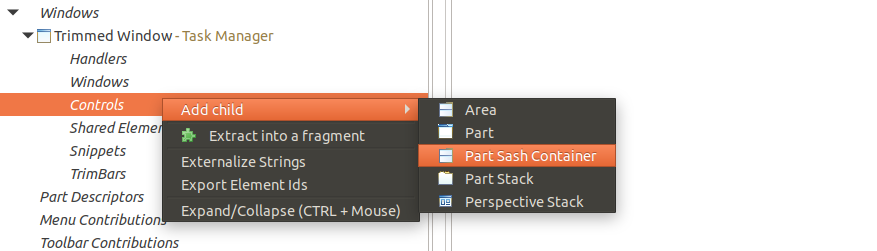 Windows
Trimmed Window - Task Manager
Handlers
Windows
Controls
Shared Elemen
Snippets
TrimBars
Part Descriptors
Menu Contributions
Toolbar Contributions
Add child
Extract into a fragment
Externalize Strings
Export Element Ids
Expand/Collapse (CTRL + Mouse)
Area
Part
Part Sash Container
Part Stack
Perspective Stack